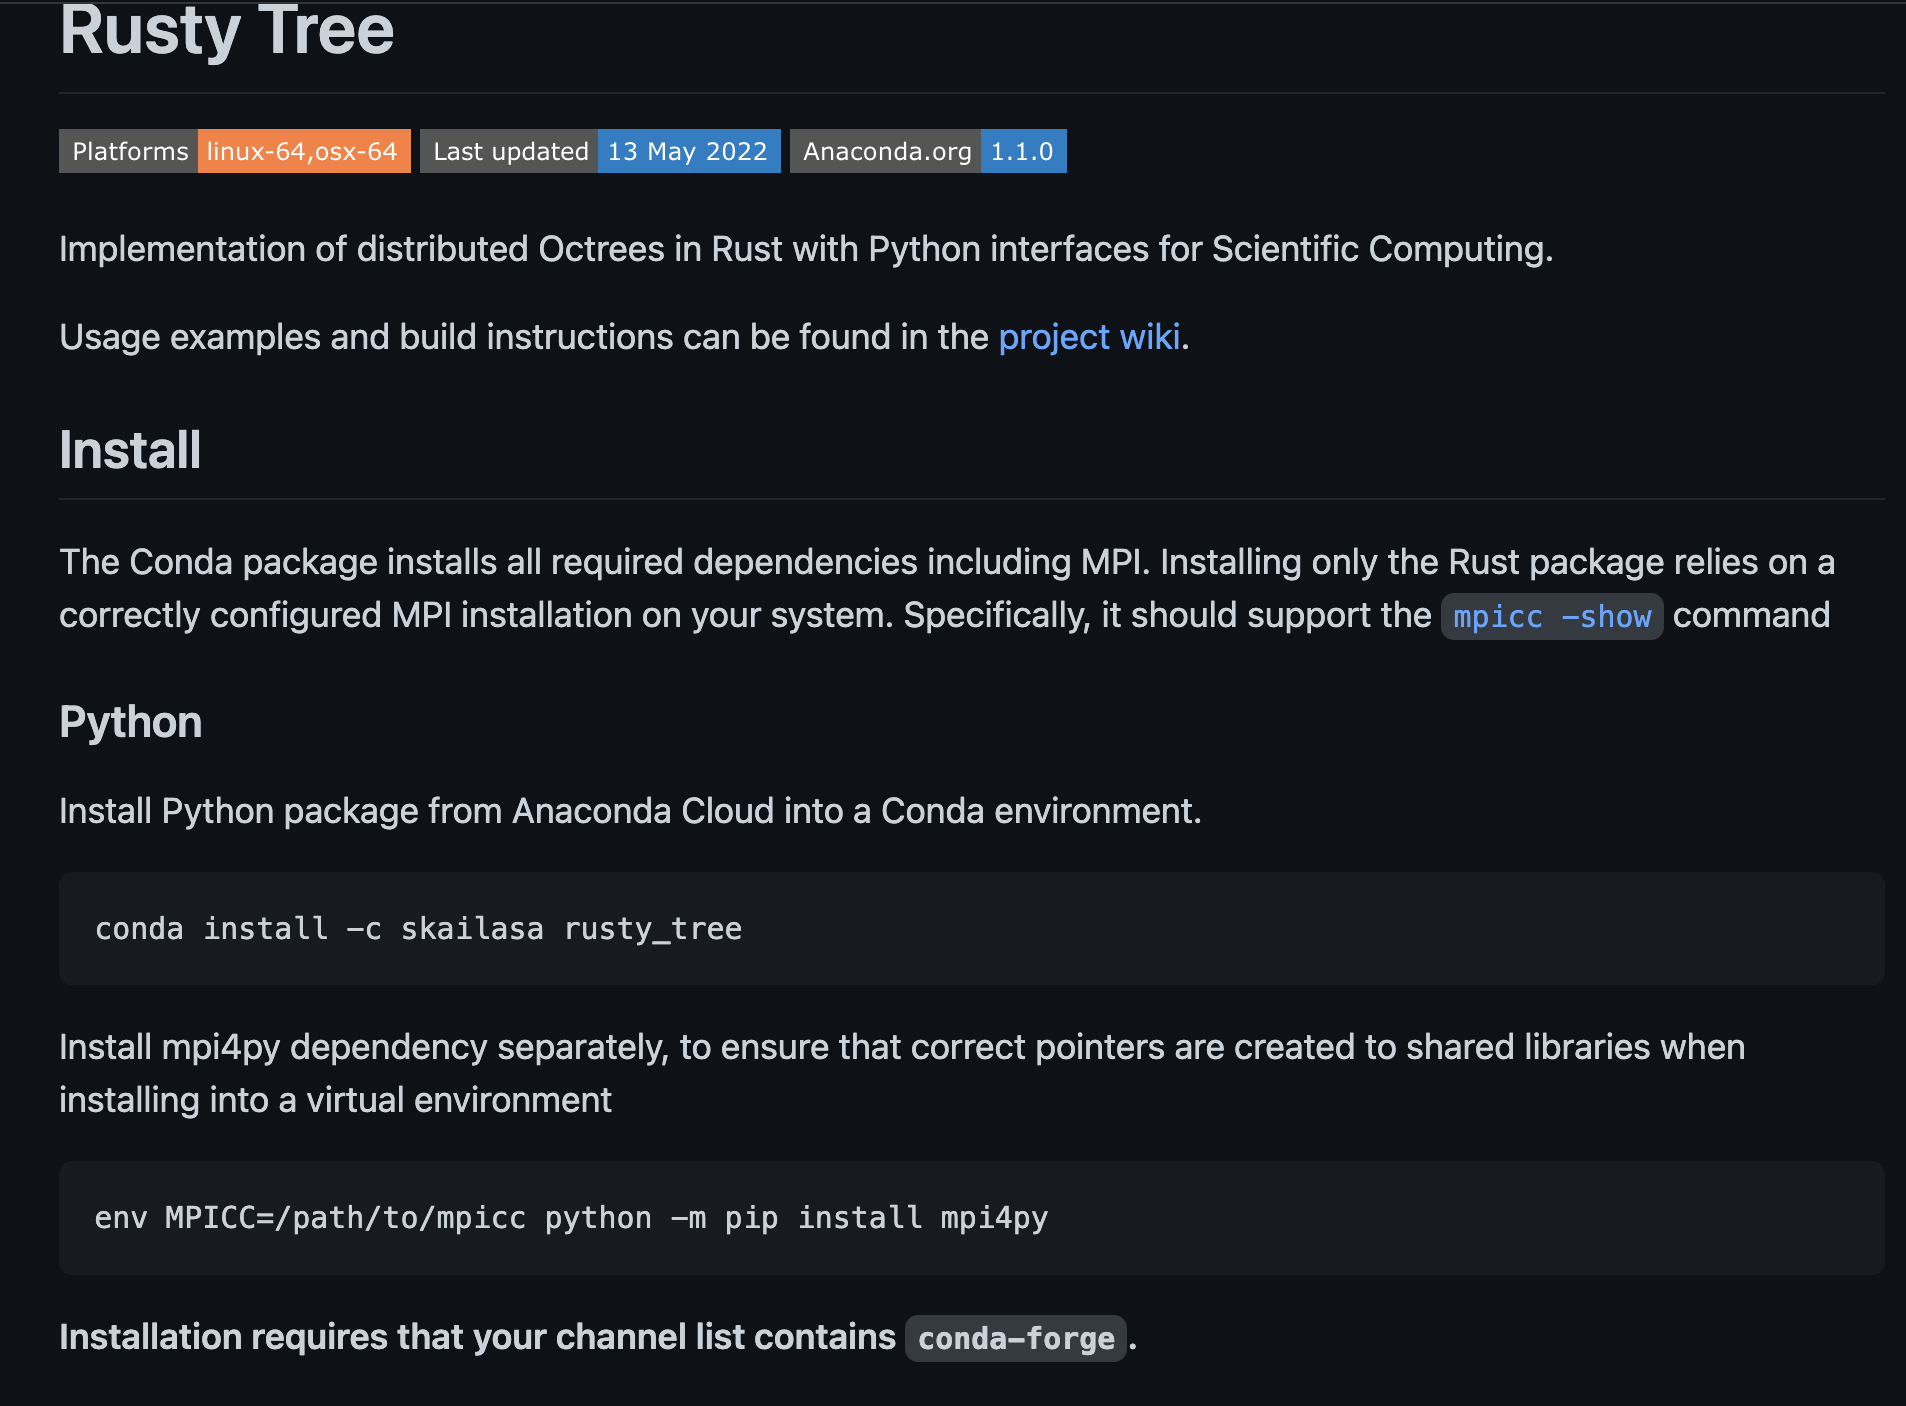 Rusty Tree
Platforms linux-64,osx-64 Last updated 13 May 2022 Anaconda.org 1.1.0
Implementation of distributed Octrees in Rust with Python interfaces for Scientific Computing.
Usage examples and build instructions can be found in the project wiki.
Install
The Conda package installs all required dependencies including MPI. Installing only the Rust package relies on a
correctly configured MPI installation on your system. Specifically, it should support the mpicc -show command
Python
Install Python package from Anaconda Cloud into a Conda environment.
conda install -c skailasa rusty_tree
Install mpi4py dependency separately, to ensure that correct pointers are created to shared libraries when
installing into a virtual environment
env MPICC=/path/to/mpicc python -m pip install mpi4py
Installation requires that your channel list contains conda-forge.